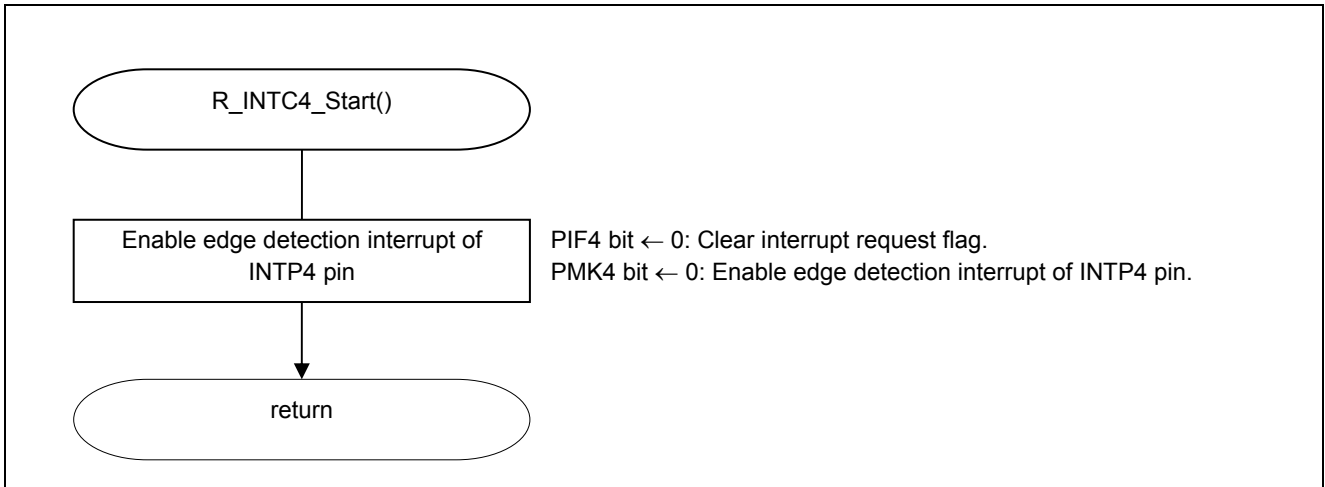 R_INTC4_Start()
Enable edge detection interrupt of
INTP4 pin
PIF4 bit ← 0: Clear interrupt request flag.
PMK4 bit ← 0: Enable edge detection interrupt of INTP4 pin.
return